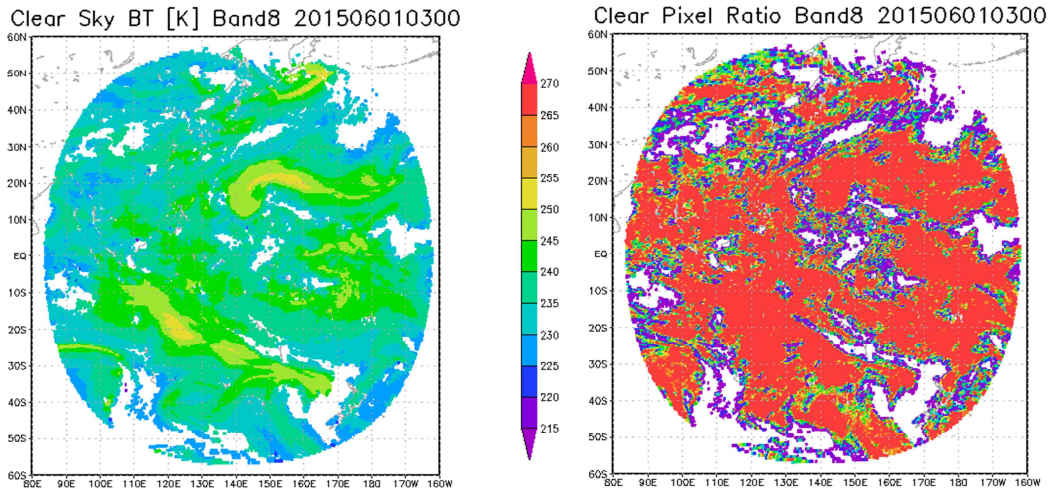 Clear Sky BT [K] Band8 201506010300
60N
50N
40N
30N
20N
10N
EQ
10S
20S
30S
40S
50S
60S
80E 90E 100E 110E 120E 130E 140E 150E 160E 170E 180 170W 160W
270
265
260
255
250
245
240
235
230
225
220
215
Clear Pixel Ratio Band8 201506010300
60N
50N
40N
30N
20N
10N
EQ
10S
20S
30S
40S
50S
60S
80E 90E 100E 110E 120E 130E 140E 150E 160E 170E 180 170W 160W